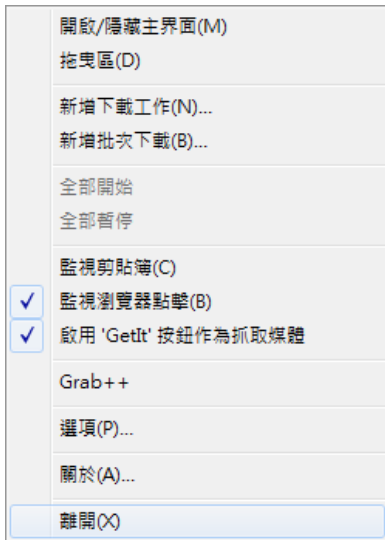 開啟/隱藏主界面(M)
拖曳區(D)
新增下載工作(N)...
新增批次下載(B)...
全部開始
全部暫停
監視剪貼簿(C)
監視瀏覽器點擊(B)
啟用 'GetIt' 按鈕作為抓取媒體
Grab++
選項(P)...
關於(A)...
離開(X)